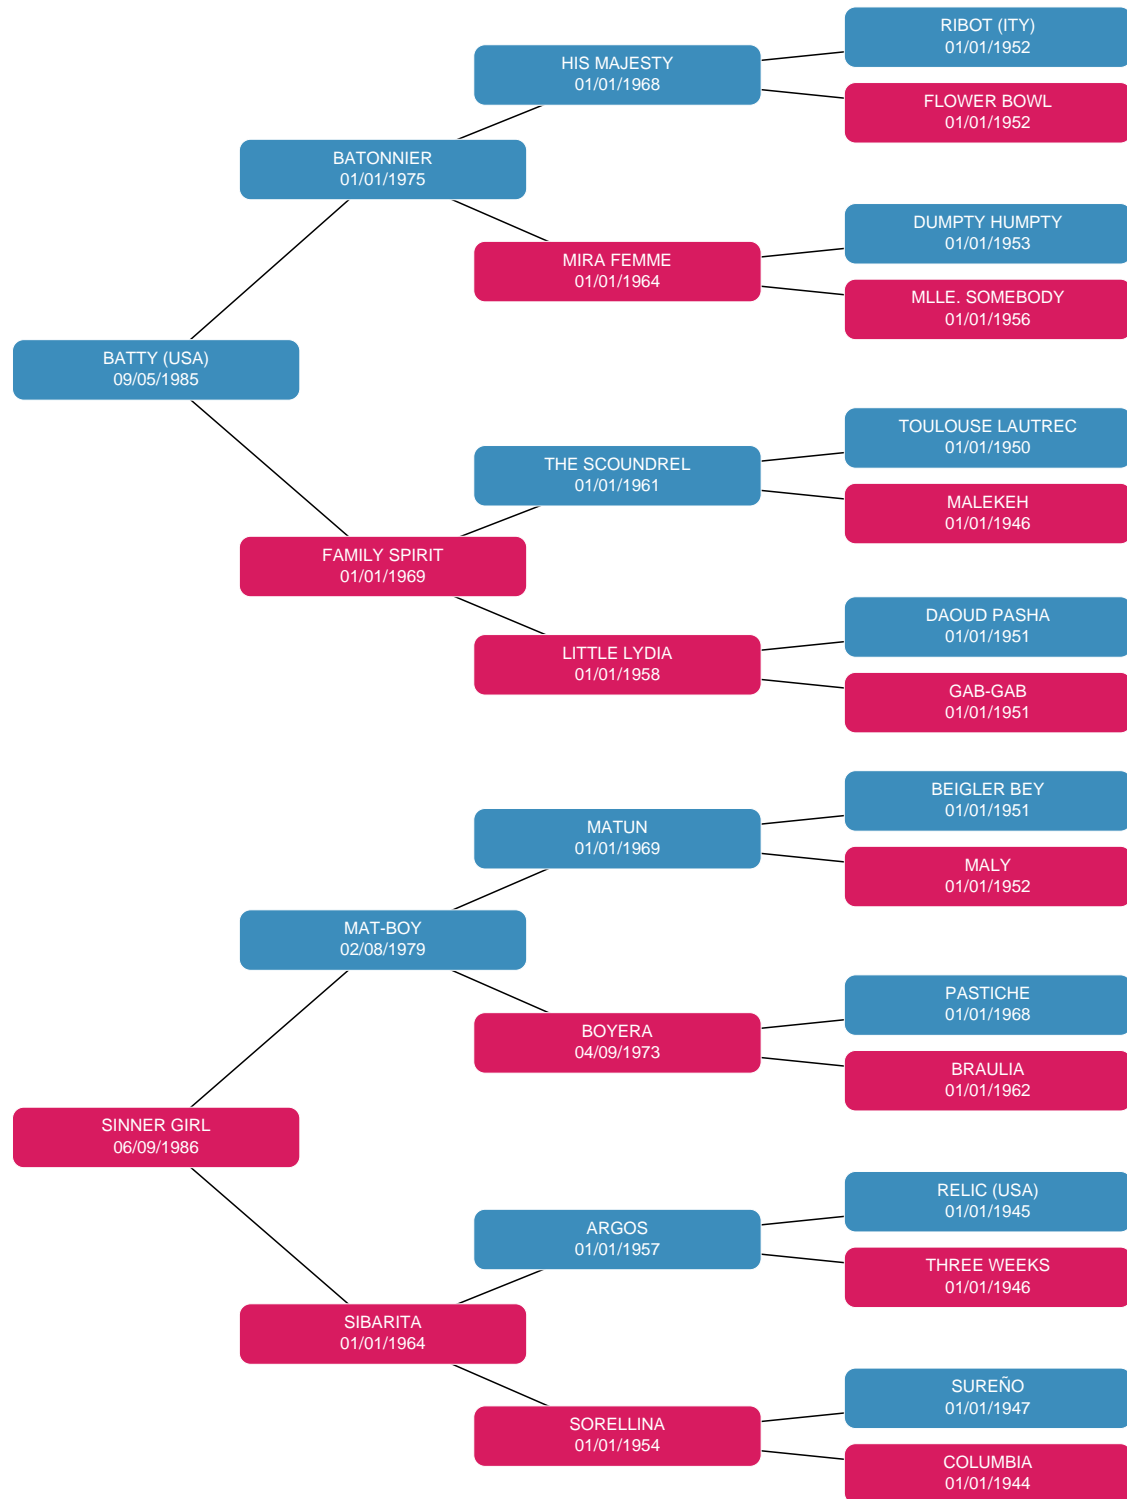 RIBOT (ITY)
01/01/1952
HIS MAJESTY
01/01/1968
FLOWER BOWL
01/01/1952
BATONNIER
01/01/1975
DUMPTY HUMPTY
01/01/1953
MIRA FEMME
01/01/1964
MLLE. SOMEBODY
01/01/1956
BATTY (USA)
09/05/1985
TOULOUSE LAUTREC
01/01/1950
THE SCOUNDREL
01/01/1961
MALEKEH
01/01/1946
FAMILY SPIRIT
01/01/1969
DAOUD PASHA
01/01/1951
LITTLE LYDIA
01/01/1958
GAB-GAB
01/01/1951
BEIGLER BEY
01/01/1951
MATUN
01/01/1969
MALY
01/01/1952
MAT-BOY
02/08/1979
PASTICHE
01/01/1968
BOYERA
04/09/1973
BRAULIA
01/01/1962
SINNER GIRL
06/09/1986
RELIC (USA)
01/01/1945
ARGOS
01/01/1957
THREE WEEKS
01/01/1946
SIBARITA
01/01/1964
SUREÑO
01/01/1947
SORELLINA
01/01/1954
COLUMBIA
01/01/1944